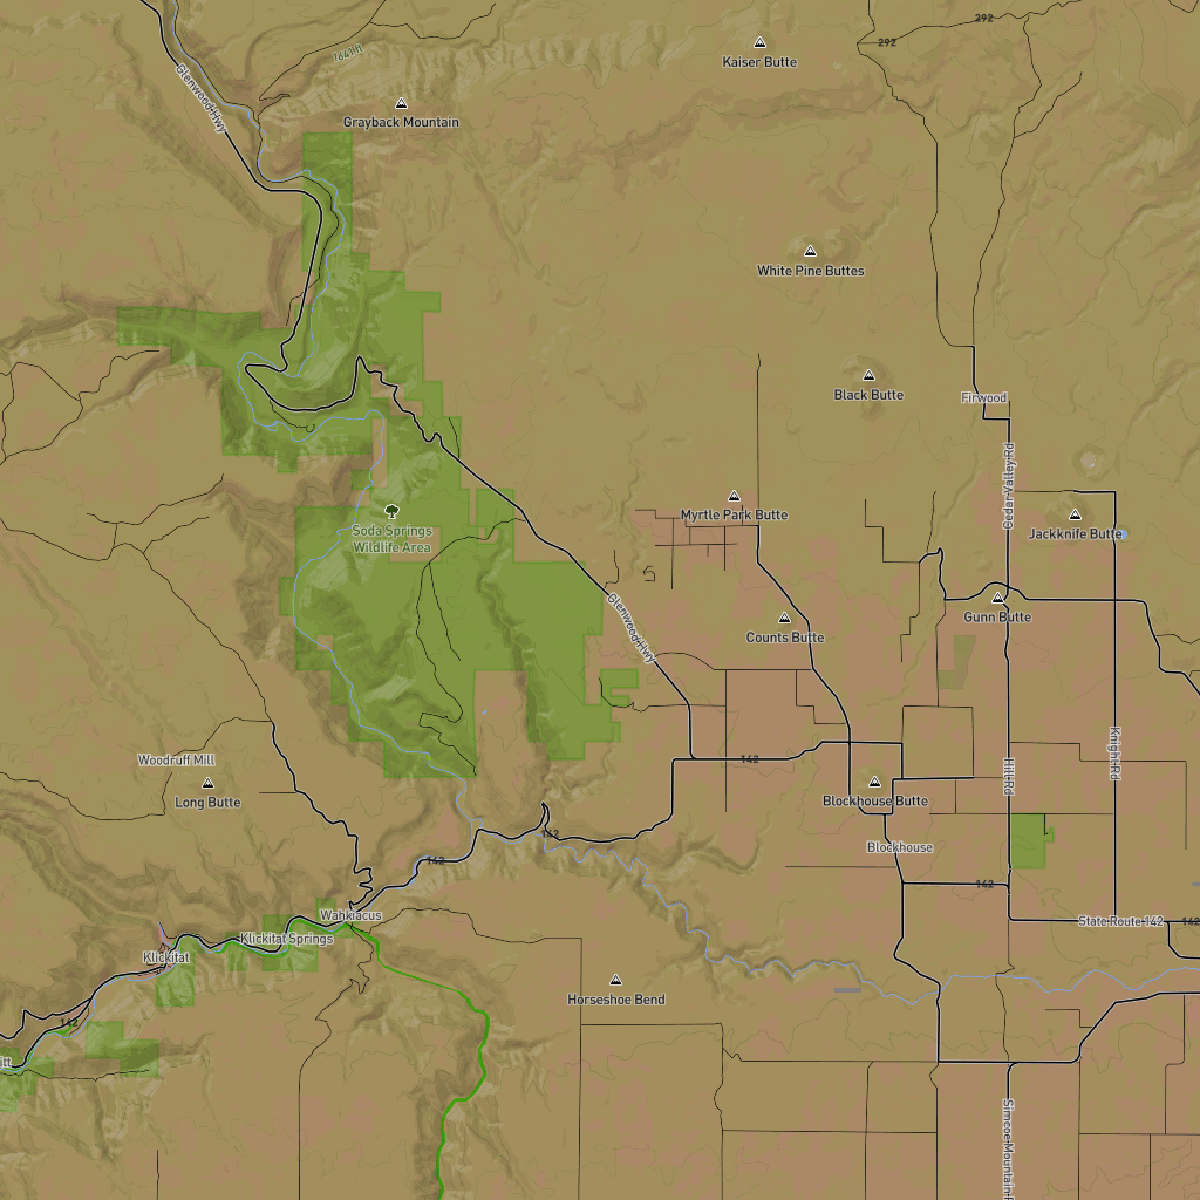 292
292
Kaiser Butte
1641 ft
Glenwood Hwy
Grayback Mountain
White Pine Buttes
Black Butte
Firwood
Cedar Valley Rd
Myrtle Park Butte
Jackknife Butte
Soda Springs
Wildlife Area
Glenwood Hwy
Gunn Butte
Counts Butte
Woodruff Mill
142
Hill Rd
Knight Rd
Long Butte
Blockhouse Butte
142
Blockhouse
142
142
Wahkiacus
State Route 142
142
Klickitat Springs
Klickitat
Horseshoe Bend
142
itt
Simcoe Mountain